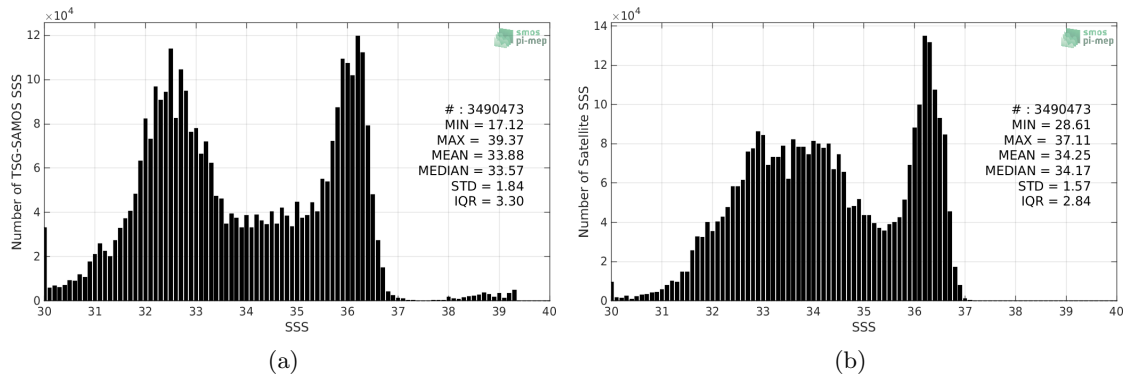 ×10⁴
12
10
8
6
4
2
0
Number of TSG-SAMOS SSS
30 31 32 33 34 35 36 37 38 39 40
SSS
smos
pi-mep
# : 3490473
MIN = 17.12
MAX = 39.37
MEAN = 33.88
MEDIAN = 33.57
STD = 1.84
IQR = 3.30
(a)
×10⁴
14
12
10
8
6
4
2
0
Number of Satellite SSS
30 31 32 33 34 35 36 37 38 39 40
SSS
smos
pi-mep
# : 3490473
MIN = 28.61
MAX = 37.11
MEAN = 34.25
MEDIAN = 34.17
STD = 1.57
IQR = 2.84
(b)